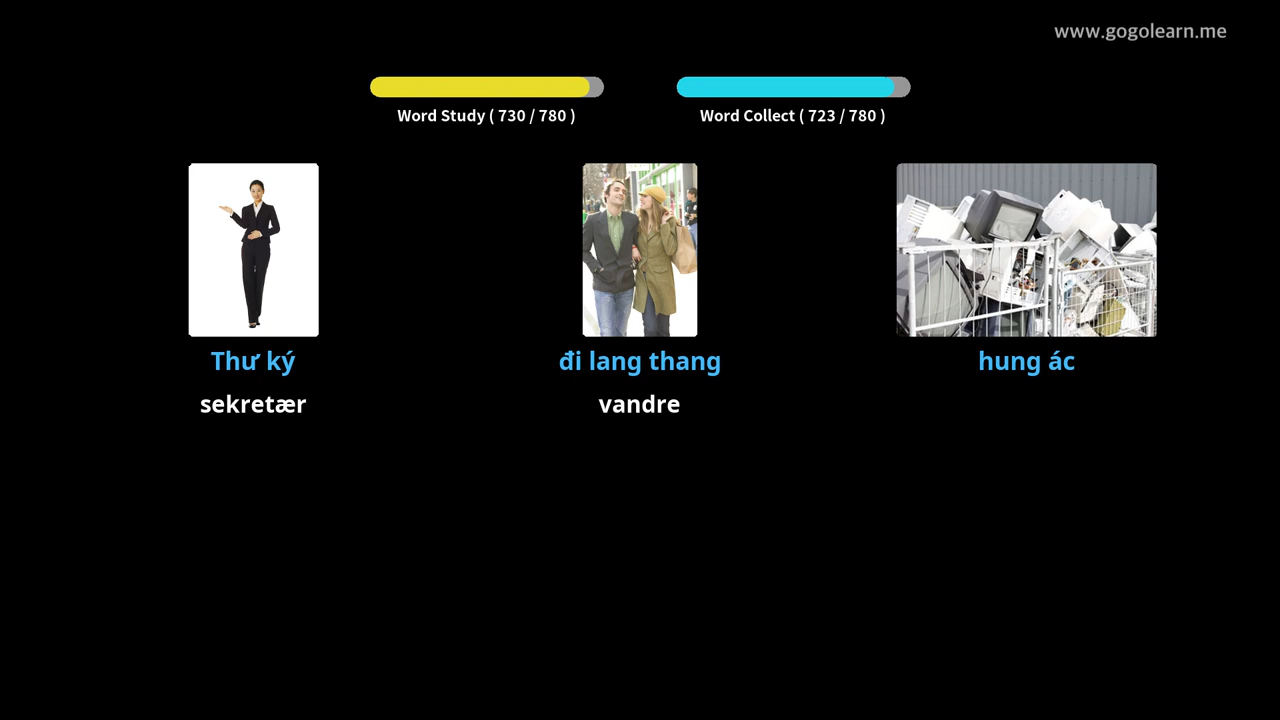 www.gogolearn.me
Word Study ( 730 / 780 )
Word Collect ( 723 / 780 )
Thư ký
đi lang thang
hung ác
sekretær
vandre